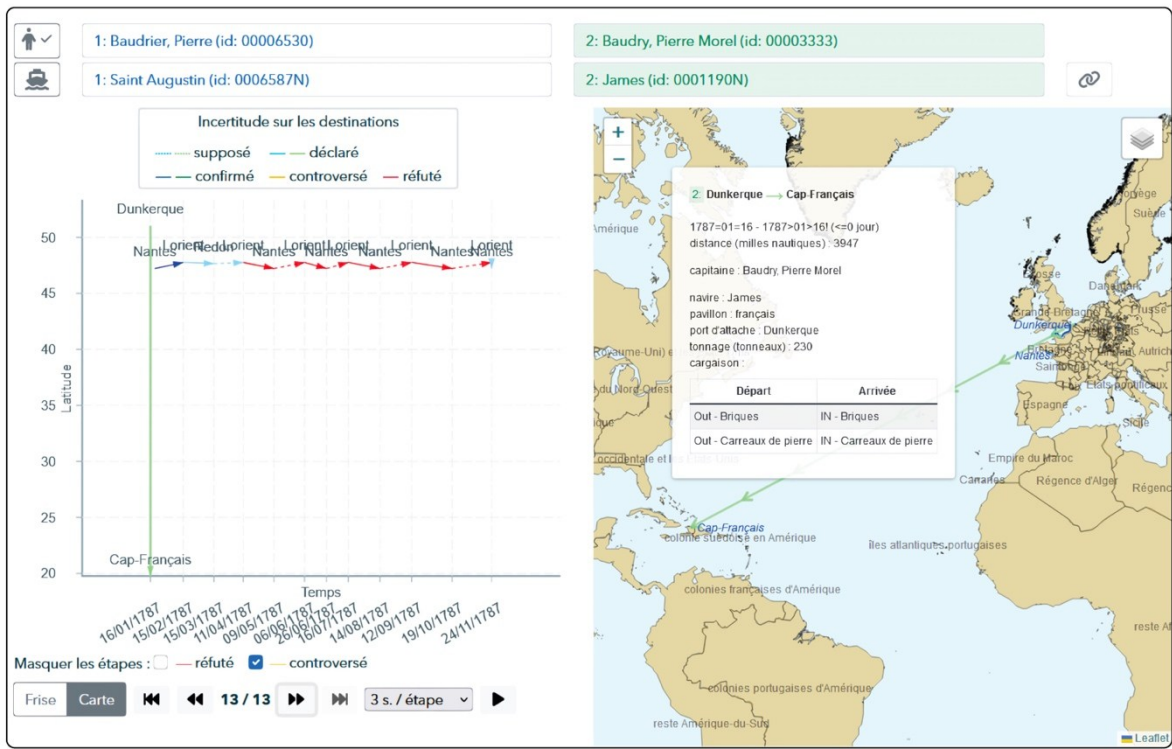 1: Baudrier, Pierre (id: 00006530)
2: Baudry, Pierre Morel (id: 00003333)
1: Saint Augustin (id: 0006587N)
2: James (id: 0001190N)
Incertitude sur les destinations
supposé
déclaré
confirmé
controversé
réfuté
Dunkerque
Nantes
Lorient
Redon
Lorient
Nantes
Lorient
Nantes
Lorient
Nantes
Lorient
Nantes
Lorient
Nantes
Cap-Français
50
45
40
35
30
25
20
Latitude
Temps
16/01/1787
15/02/1787
15/03/1787
11/04/1787
09/05/1787
06/06/1787
26/06/1787
16/07/1787
14/08/1787
12/09/1787
19/10/1787
24/11/1787
Masquer les étapes :
réfuté
controversé
Frise
Carte
13 / 13
3 s. / étape
+
−
2: Dunkerque → Cap-Français
1787=01=16 - 1787>01>16! (<=0 jour)
distance (milles nautiques) : 3947
capitaine : Baudry, Pierre Morel
navire : James
pavillon : français
port d'attache : Dunkerque
tonnage (tonneaux) : 230
cargaison :
Départ
Arrivée
Out - Briques
IN - Briques
Out - Carreaux de pierre
IN - Carreaux de pierre
Amérique
Suède
Grande-Bretagne
Dunkerque
Prusse
Nantes
Autrich
États pontificaux
Espagne
Sicile
Empire du Maroc
Canaries
Régence d'Alger
Régenc
Cap-Français
colonie suédoise en Amérique
îles atlantiques portugaises
colonies françaises d'Amérique
reste Af
colonies portugaises d'Amérique
reste Amérique-du-Sud
Leaflet